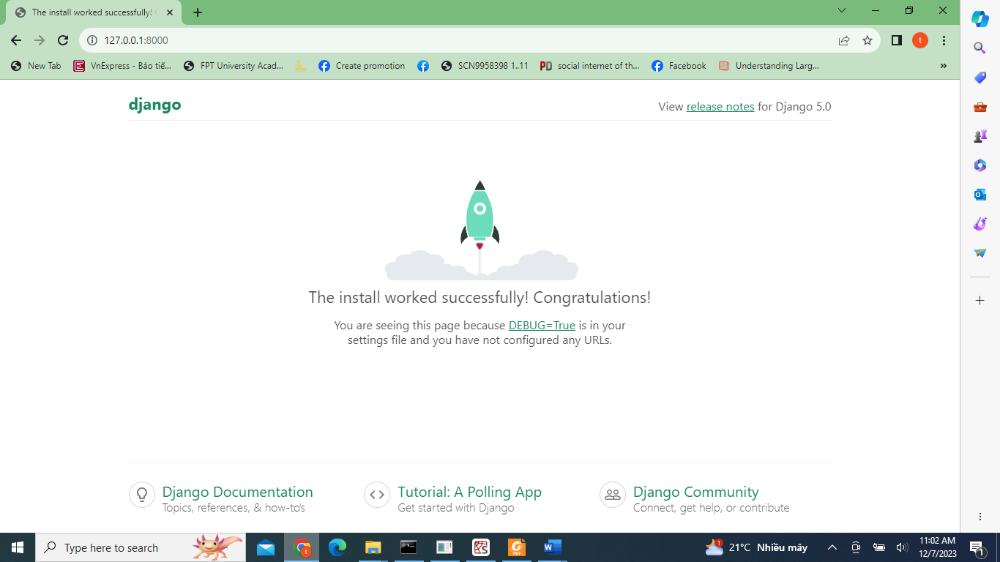 The install worked successfully! C
127.0.0.1:8000
New Tab
VnExpress - Báo tiế...
FPT University Acad...
Create promotion
SCN9958398 1..11
PD social internet of th...
Facebook
Understanding Larg...
»
django
View release notes for Django 5.0
The install worked successfully! Congratulations!
You are seeing this page because DEBUG=True is in your
settings file and you have not configured any URLs.
Django Documentation
Topics, references, & how-to's
Tutorial: A Polling App
Get started with Django
Django Community
Connect, get help, or contribute
Type here to search
1
21°C Nhiều mây
11:02 AM
12/7/2023
1